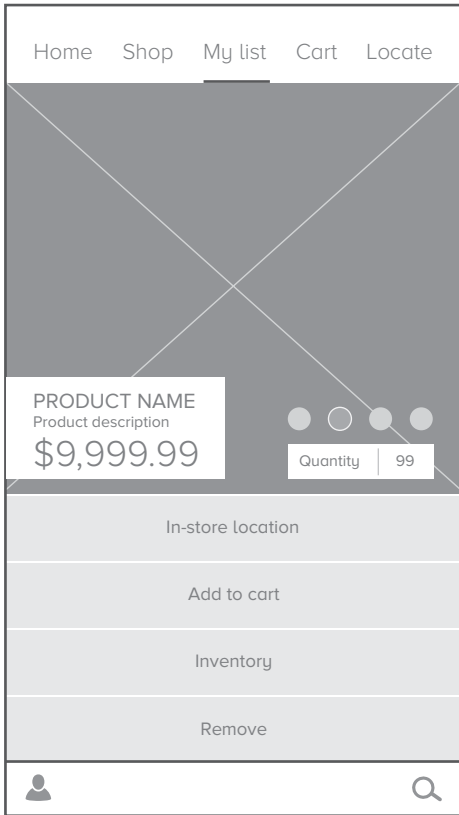 Home Shop My list Cart Locate
PRODUCT NAME
Product description
$9,999.99
Quantity 99
In-store location
Add to cart
Inventory
Remove